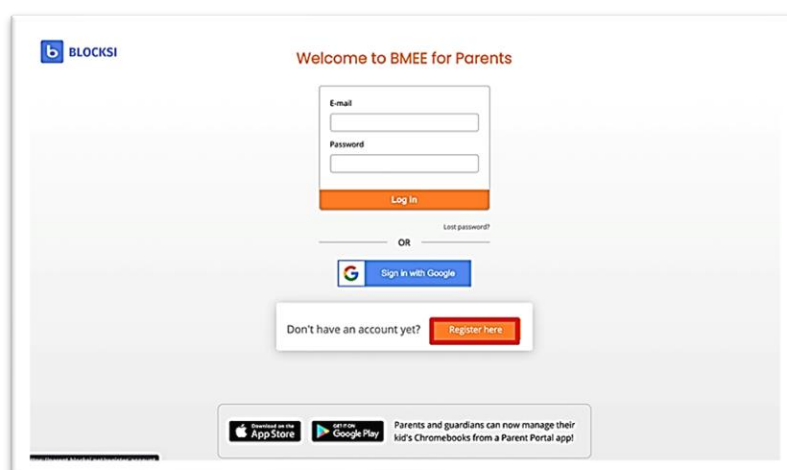 BLOCKSI
Welcome to BMEE for Parents
E-mail
Password
Log In
Lost password?
OR
Sign in with Google
Don't have an account yet?
Register here
Download on the
App Store
GET IT ON
Google Play
Parents and guardians can now manage their
kid's Chromebooks from a Parent Portal app!